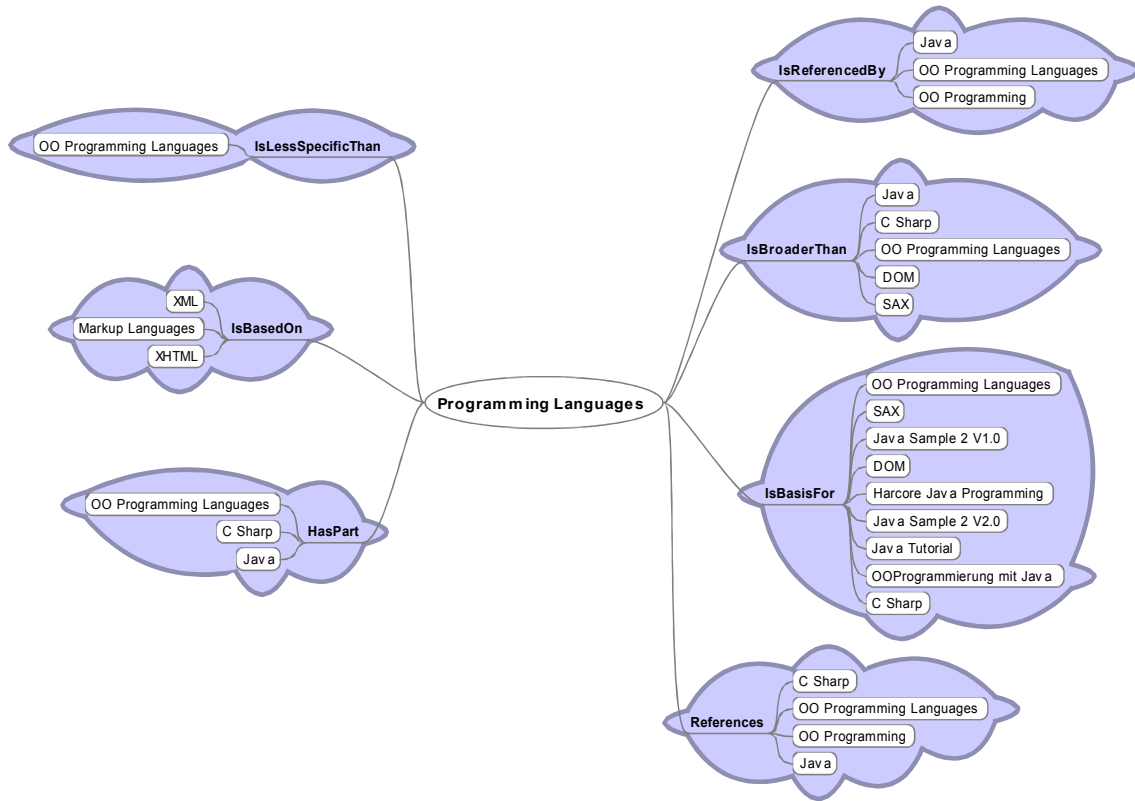 IsLessSpecificThan
OO Programming Languages
IsBasedOn
XML
Markup Languages
XHTML
HasPart
OO Programming Languages
C Sharp
Java
Programming Languages
IsReferencedBy
Java
OO Programming Languages
OO Programming
IsBroaderThan
Java
C Sharp
OO Programming Languages
DOM
SAX
IsBasisFor
OO Programming Languages
SAX
Java Sample 2 V1.0
DOM
Harcore Java Programming
Java Sample 2 V2.0
Java Tutorial
OOProgrammierung mit Java
C Sharp
References
C Sharp
OO Programming Languages
OO Programming
Java